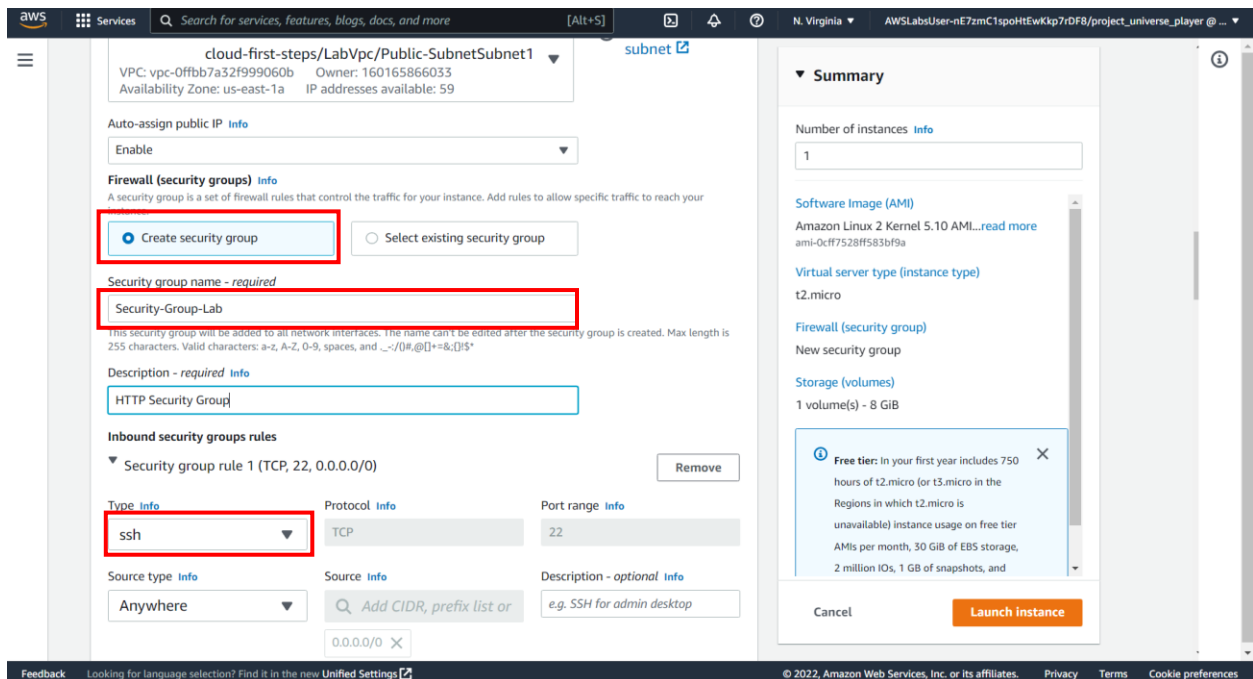 aws
Services
Search for services, features, blogs, docs, and more
[Alt+S]
N. Virginia
AWSLabsUser-nE7zmC1spoHtEwKkp7rDF8/project_universe_player @ ...
cloud-first-steps/LabVpc/Public-SubnetSubnet1
VPC: vpc-0ffbb7a32f999060b Owner: 160165866033
Availability Zone: us-east-1a IP addresses available: 59
subnet
Auto-assign public IP Info
Enable
Firewall (security groups) Info
A security group is a set of firewall rules that control the traffic for your instance. Add rules to allow specific traffic to reach your
instance.
Create security group
Select existing security group
Security group name - required
Security-Group-Lab
This security group will be added to all network interfaces. The name can't be edited after the security group is created. Max length is
255 characters. Valid characters: a-z, A-Z, 0-9, spaces, and ._-:/()#,@[]+=&;{}!$*
Description - required Info
HTTP Security Group
Inbound security groups rules
Security group rule 1 (TCP, 22, 0.0.0.0/0)
Remove
Type Info
Protocol Info
Port range Info
ssh
TCP
22
Source type Info
Source Info
Description - optional Info
Anywhere
Add CIDR, prefix list or
e.g. SSH for admin desktop
0.0.0.0/0
Summary
Number of instances Info
1
Software Image (AMI)
Amazon Linux 2 Kernel 5.10 AMI...read more
ami-0cff7528ff583bf9a
Virtual server type (instance type)
t2.micro
Firewall (security group)
New security group
Storage (volumes)
1 volume(s) - 8 GiB
Free tier: In your first year includes 750
hours of t2.micro (or t3.micro in the
Regions in which t2.micro is
unavailable) instance usage on free tier
AMIs per month, 30 GiB of EBS storage,
2 million IOs, 1 GB of snapshots, and
Cancel
Launch instance
Feedback
Looking for language selection? Find it in the new Unified Settings
© 2022, Amazon Web Services, Inc. or its affiliates.
Privacy
Terms
Cookie preferences